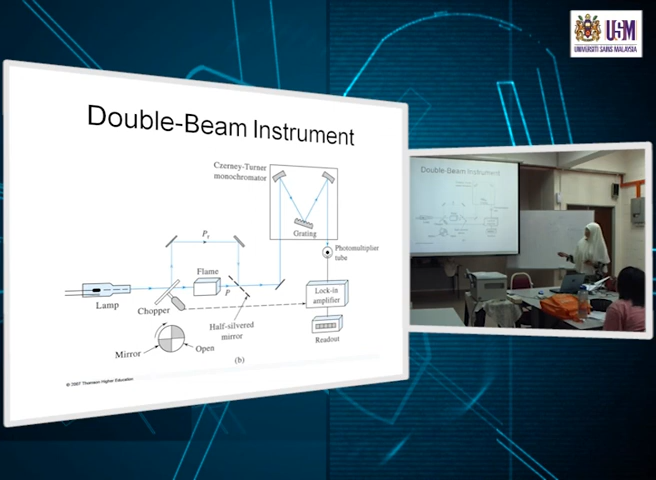 USM
UNIVERSITI SAINS MALAYSIA
Double-Beam Instrument
Czerney-Turner
monochromator
Grating
Pr
Photomultiplier
tube
Flame
P
Lamp
Chopper
Lock-in
amplifier
Half-silvered
mirror
Readout
Mirror
Open
(b)
© 2007 Thomson Higher Education
Double-Beam Instrument